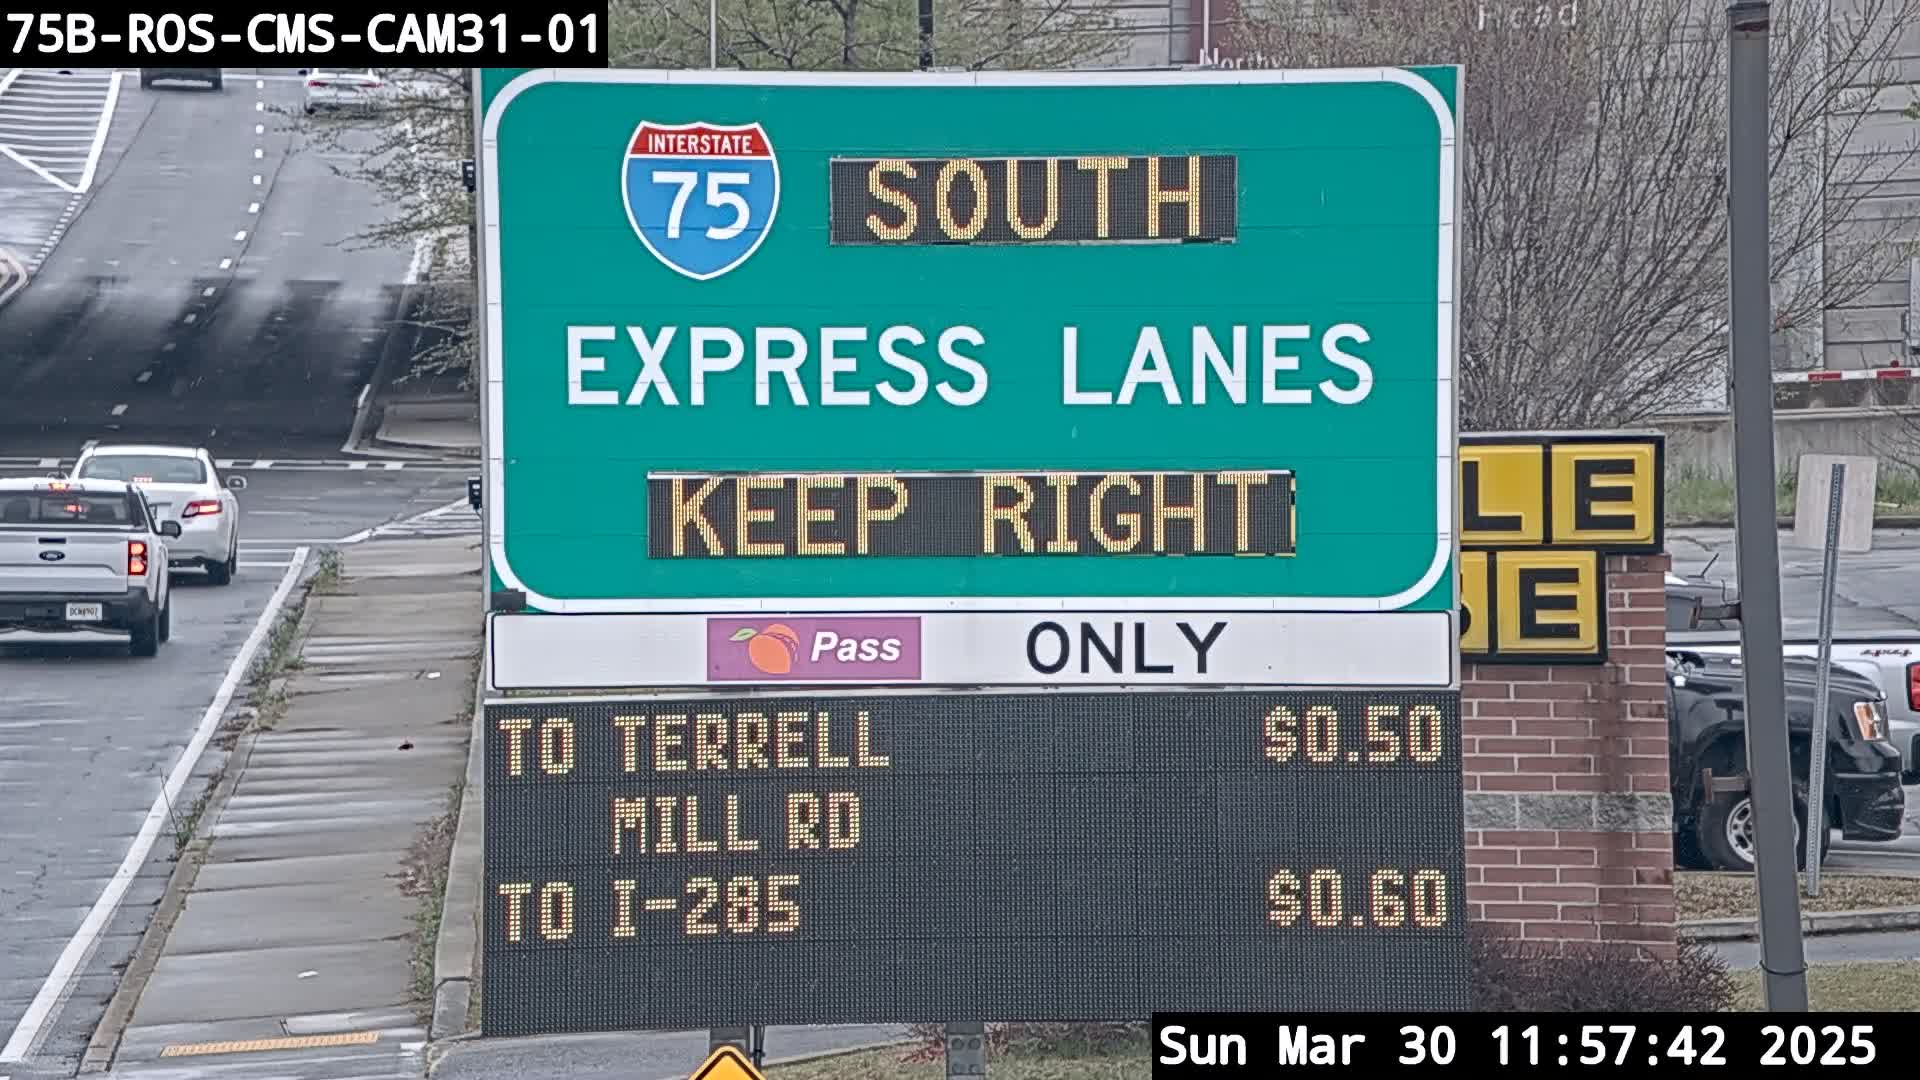 75B-ROS-CMS-CAM31-01
INTERSTATE
75
SOUTH
EXPRESS LANES
KEEP RIGHT
Pass ONLY
TO TERRELL $0.50
MILL RD
TO I-285 $0.60
LE
E
Sun Mar 30 11:57:42 2025